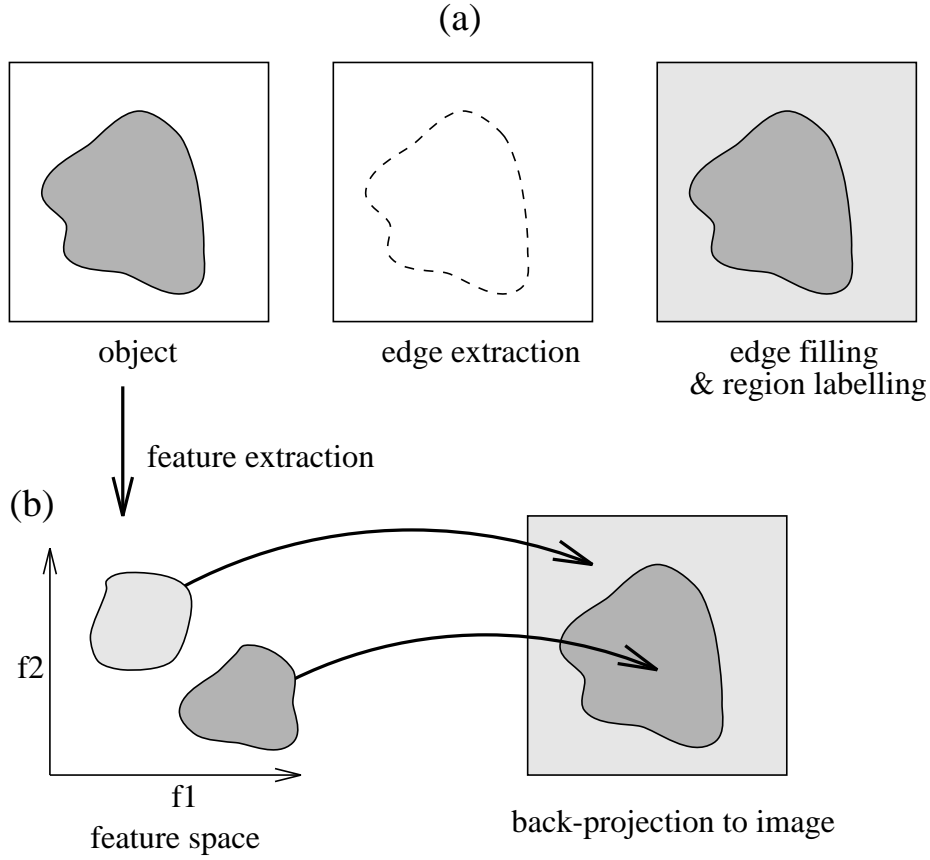 (a)
object
edge extraction
edge filling
& region labelling
feature extraction
(b)
f2
f1
feature space
back-projection to image